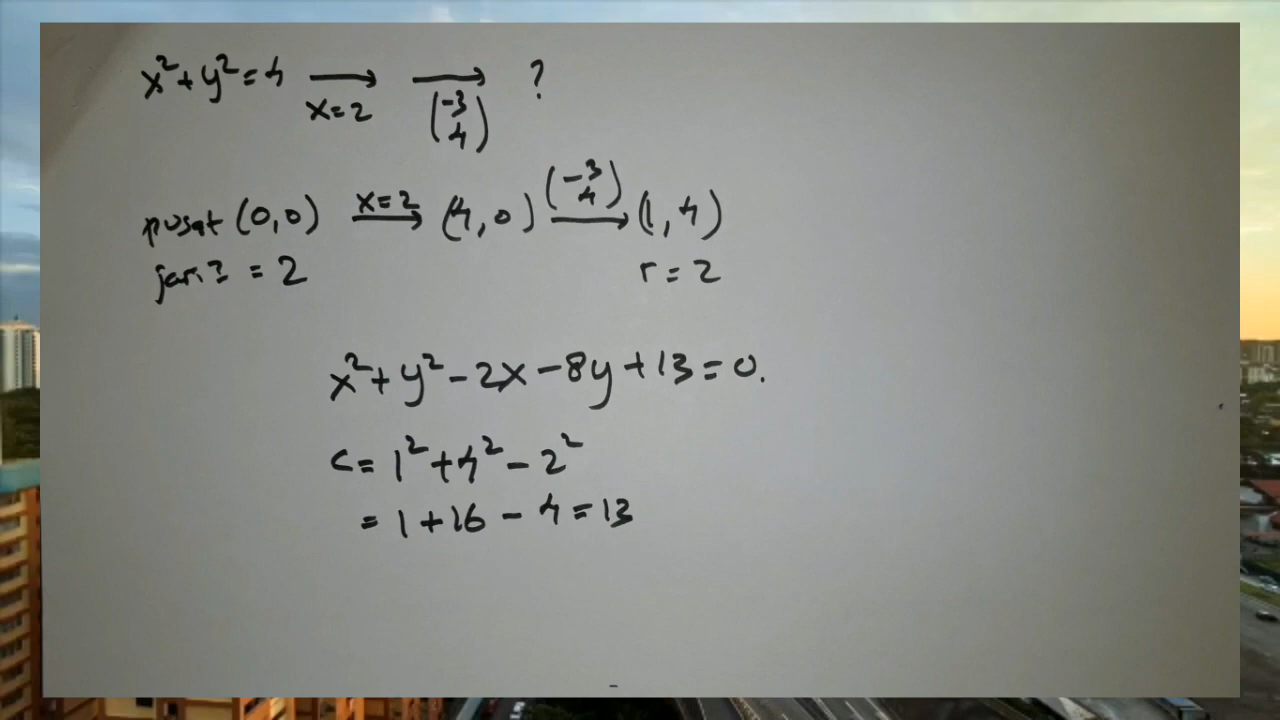 x²+y²=4 ⟶ x=2 ⟶ (-3 4) ?
pusat (0,0) x=2 ⟶ (4,0) (-3 4) ⟶ (1,4)
jari² = 2 r=2
x²+y²-2x-8y+13=0.
c= 1²+4²-2²
= 1+16-4=13